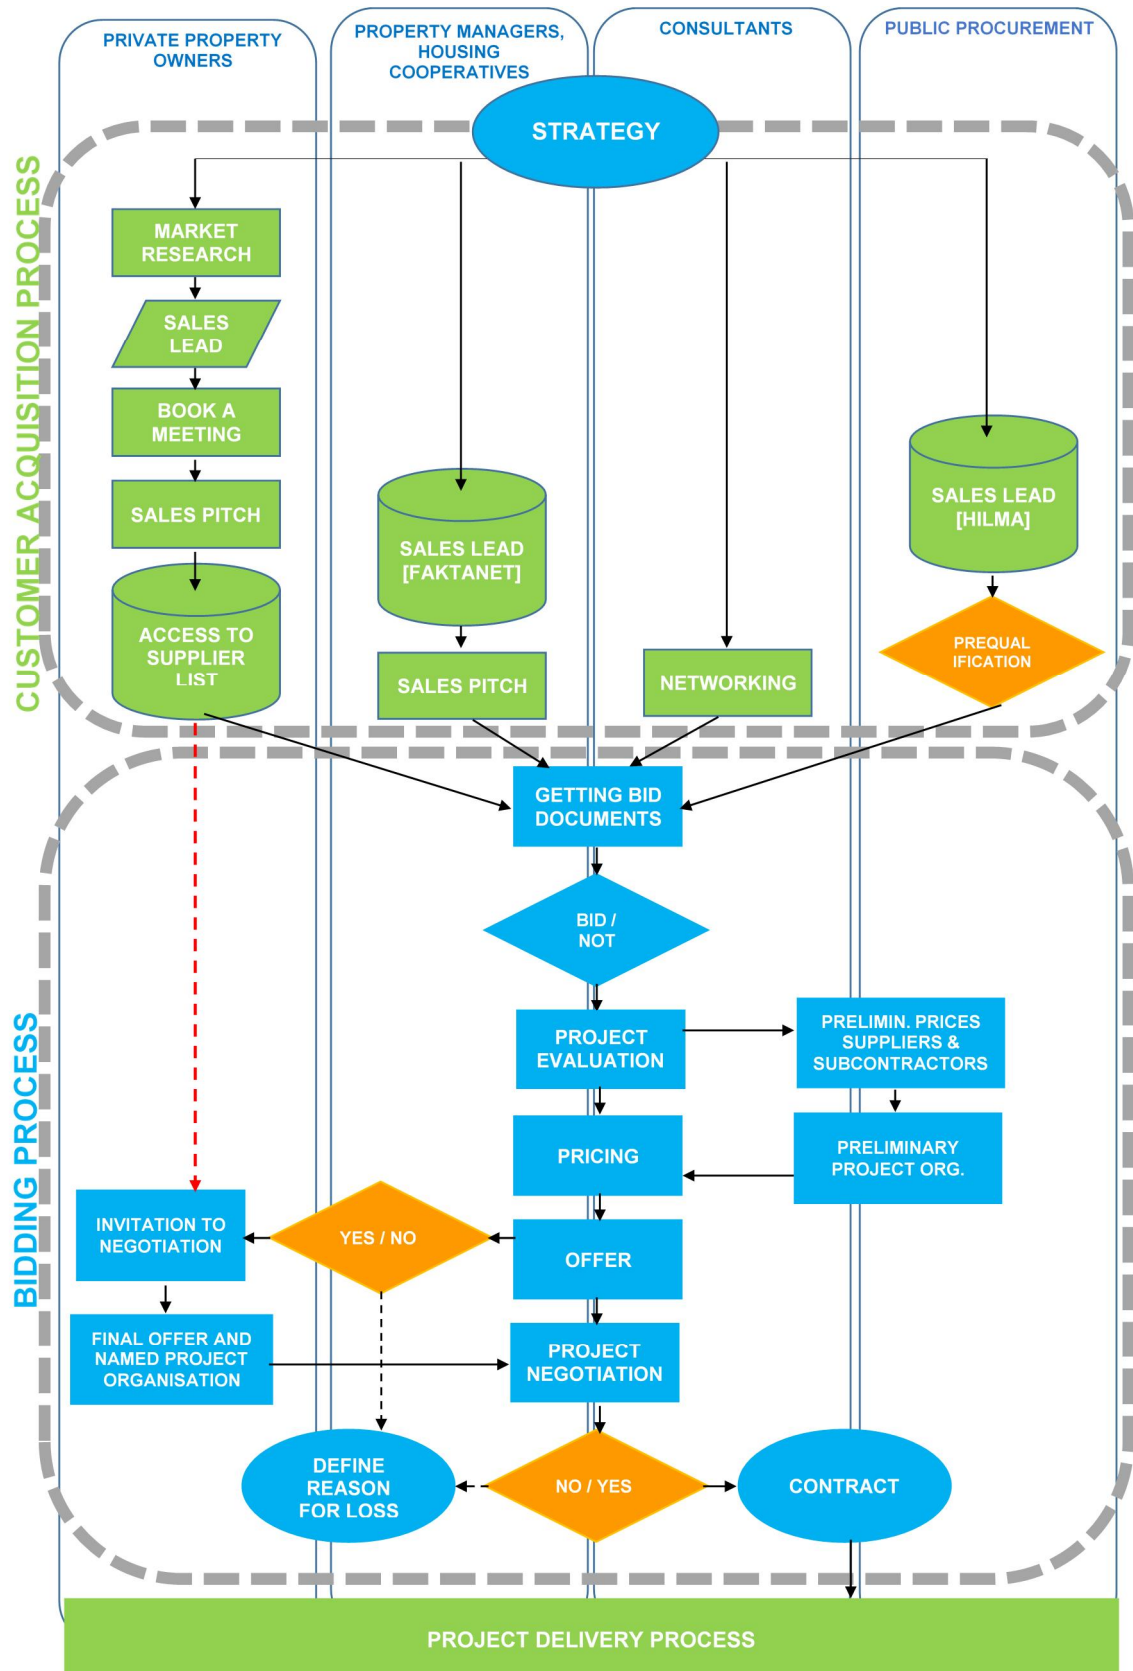 PRIVATE PROPERTY
OWNERS
PROPERTY MANAGERS,
HOUSING
COOPERATIVES
CONSULTANTS
PUBLIC PROCUREMENT
STRATEGY
CUSTOMER ACQUISITION PROCESS
MARKET
RESEARCH
SALES
LEAD
BOOK A
MEETING
SALES PITCH
ACCESS TO
SUPPLIER
LIST
SALES LEAD
[FAKTANET]
SALES PITCH
NETWORKING
SALES LEAD
[HILMA]
PREQUAL
IFICATION
BIDDING PROCESS
GETTING BID
DOCUMENTS
BID /
NOT
PROJECT
EVALUATION
PRELIMIN. PRICES
SUPPLIERS &
SUBCONTRACTORS
PRICING
PRELIMINARY
PROJECT ORG.
INVITATION TO
NEGOTIATION
YES / NO
OFFER
FINAL OFFER AND
NAMED PROJECT
ORGANISATION
PROJECT
NEGOTIATION
DEFINE
REASON
FOR LOSS
NO / YES
CONTRACT
PROJECT DELIVERY PROCESS